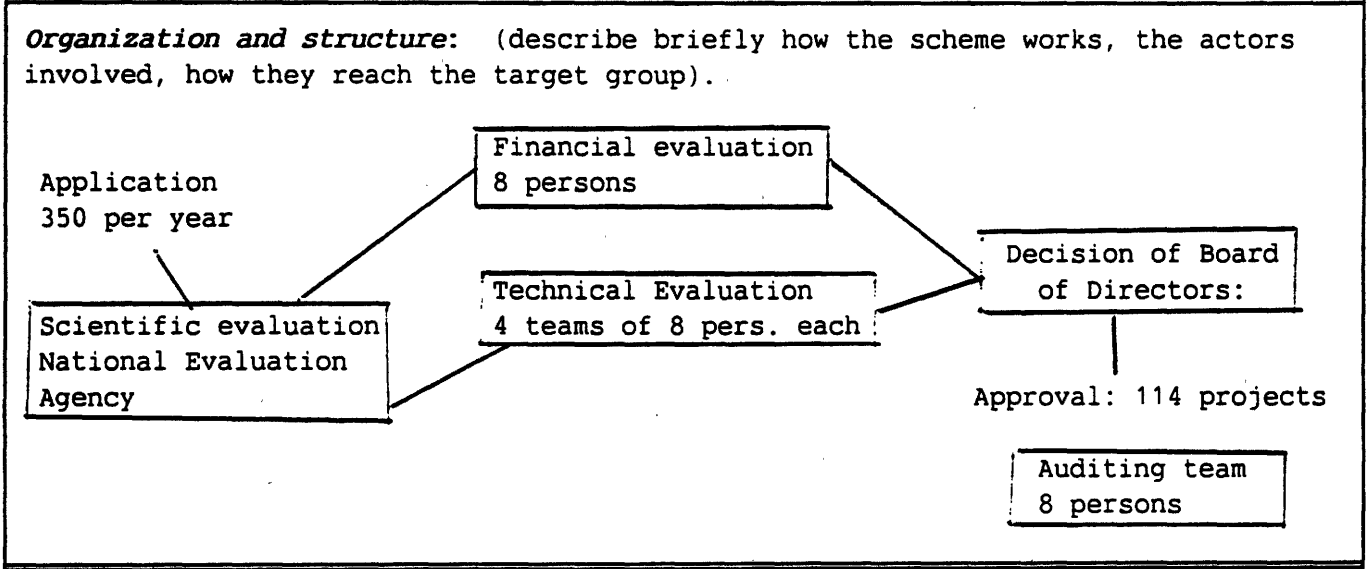 Organization and structure: (describe briefly how the scheme works, the actors
involved, how they reach the target group).
Financial evaluation
8 persons
Application
350 per year
Decision of Board
of Directors:
Technical Evaluation
4 teams of 8 pers. each
Scientific evaluation
National Evaluation
Agency
Approval: 114 projects
Auditing team
8 persons